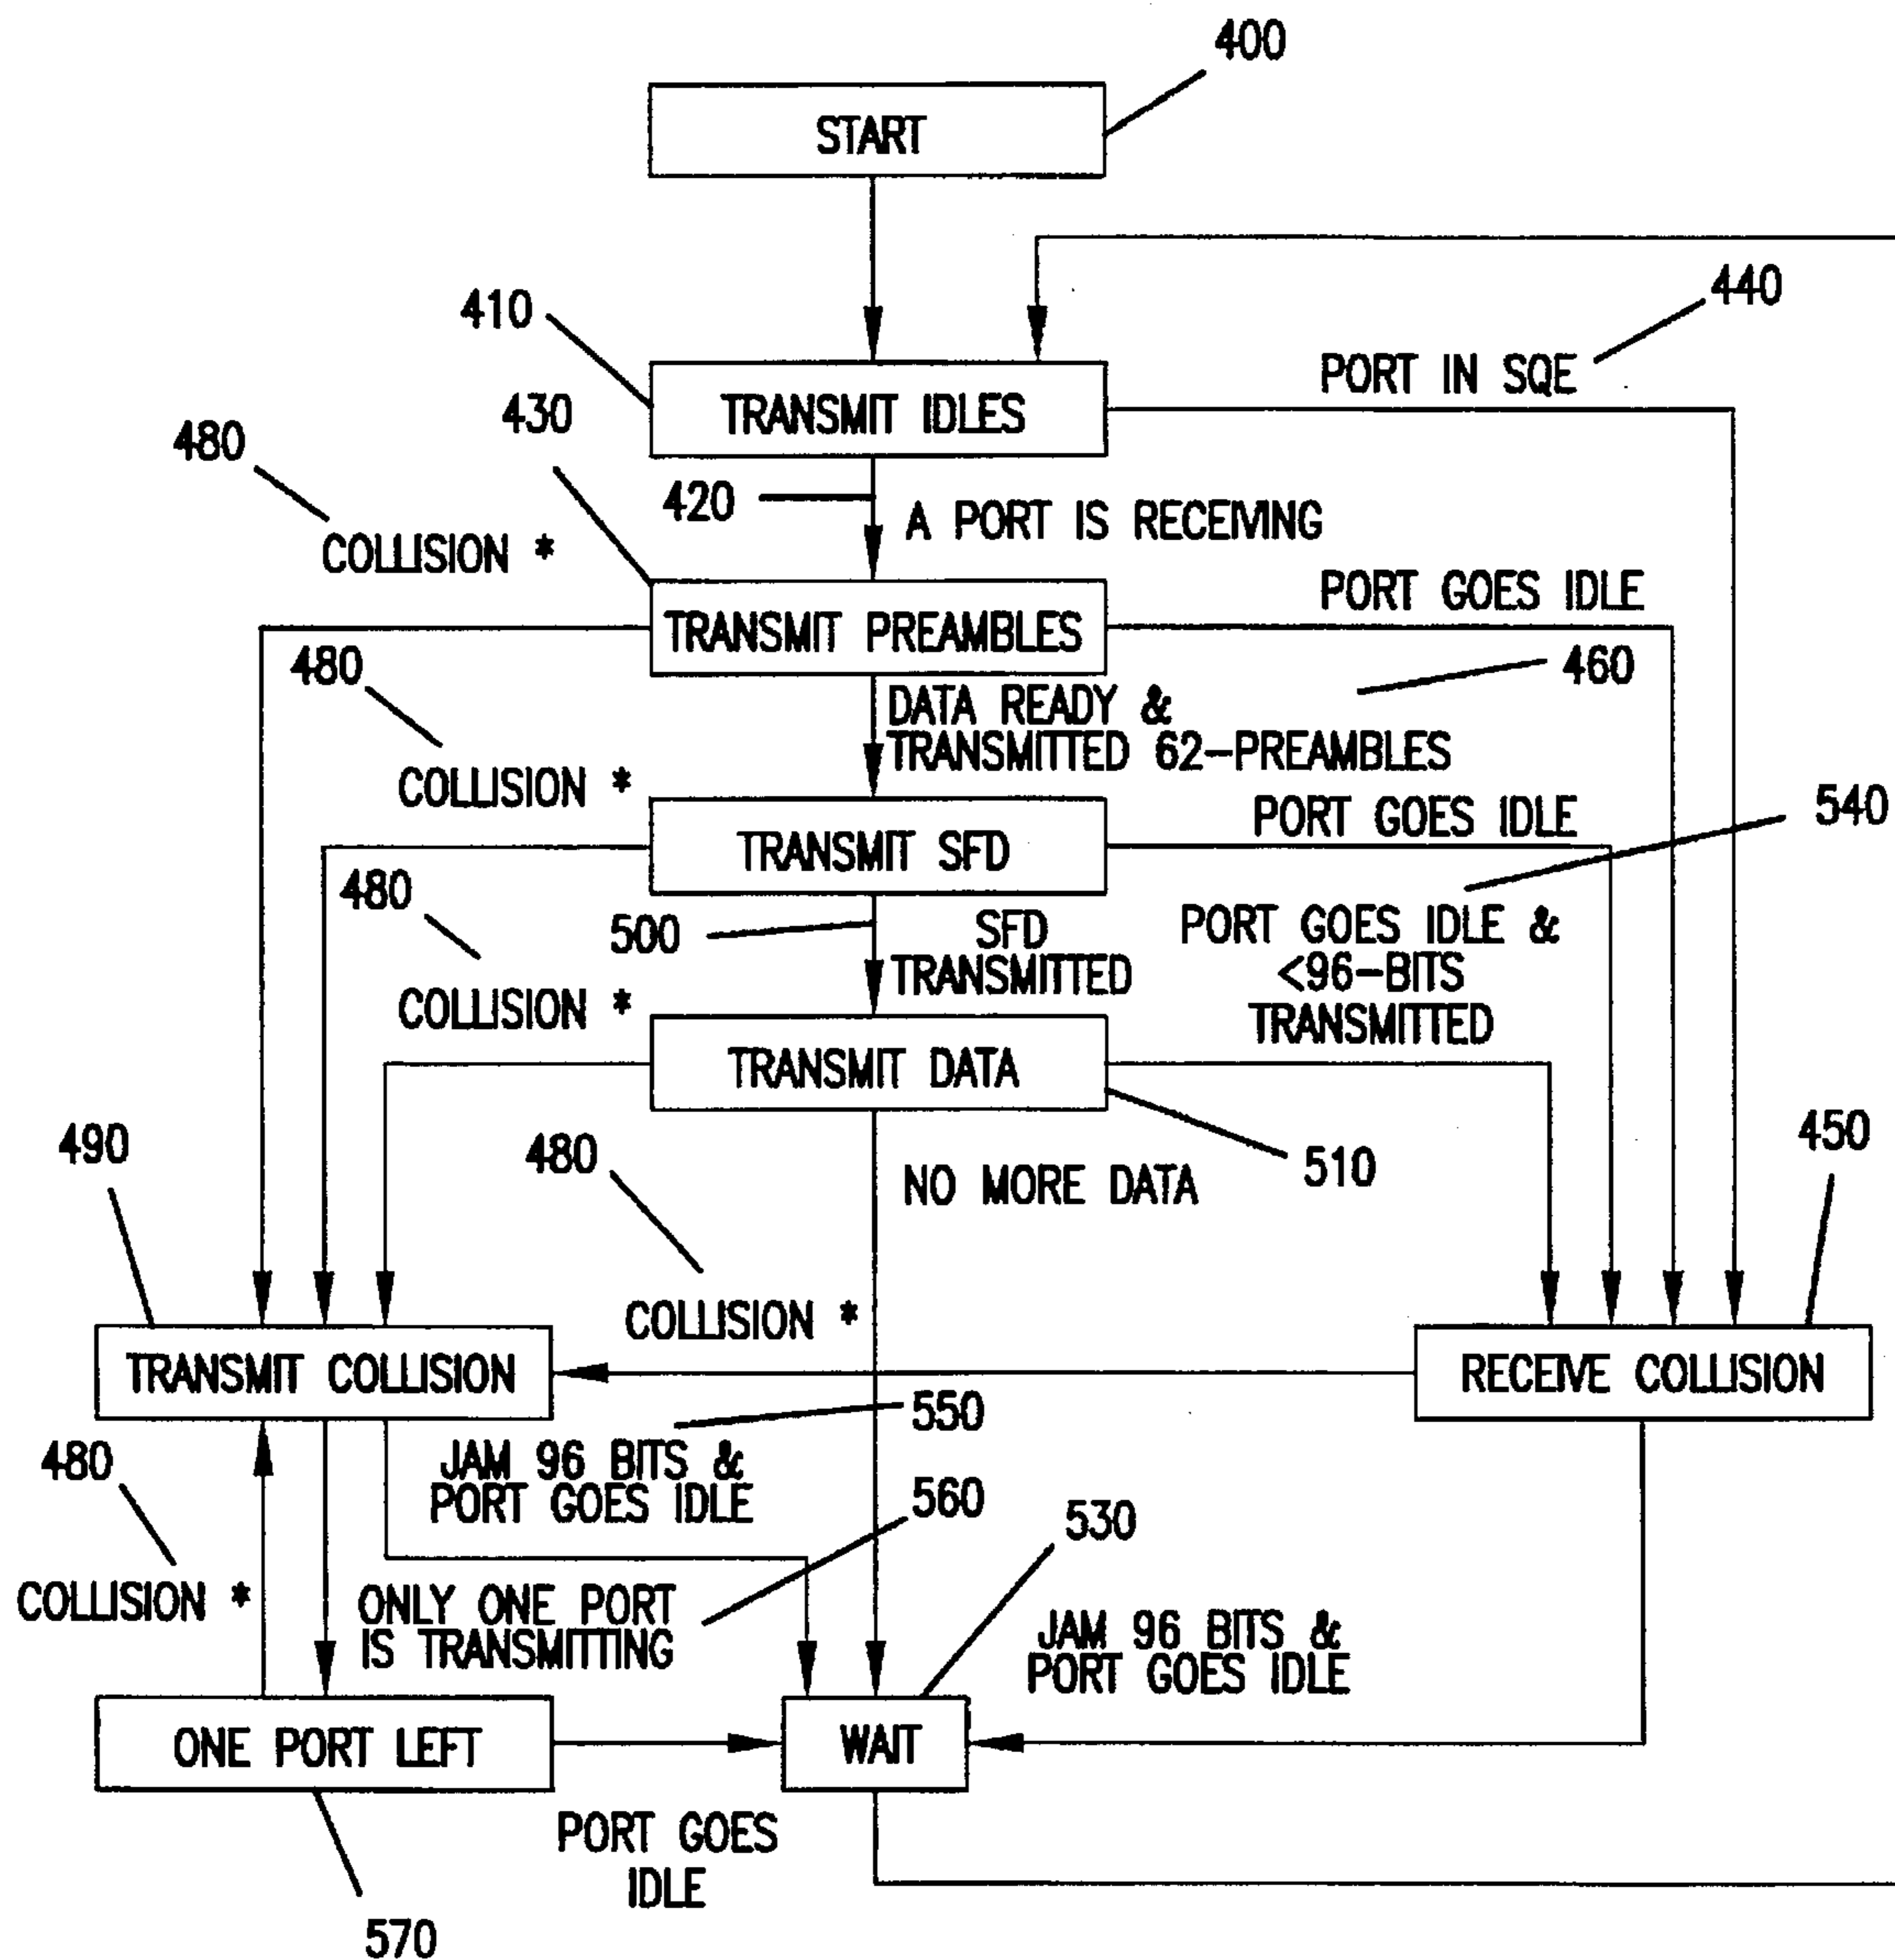 400
START
410
440
PORT IN SQE
TRANSMIT IDLES
430
480
420
A PORT IS RECEIVING
COLLISION *
PORT GOES IDLE
TRANSMIT PREAMBLES
480
460
DATA READY &
TRANSMITTED 62-PREAMBLES
COLLISION *
PORT GOES IDLE
540
TRANSMIT SFD
480
500
SFD
TRANSMITTED
PORT GOES IDLE &
<96-BITS
TRANSMITTED
COLLISION *
TRANSMIT DATA
490
480
NO MORE DATA
510
450
COLLISION *
TRANSMIT COLLISION
RECEIVE COLLISION
550
480
JAM 96 BITS &
PORT GOES IDLE
560
530
COLLISION *
ONLY ONE PORT
IS TRANSMITTING
JAM 96 BITS &
PORT GOES IDLE
ONE PORT LEFT
WAIT
PORT GOES
IDLE
570